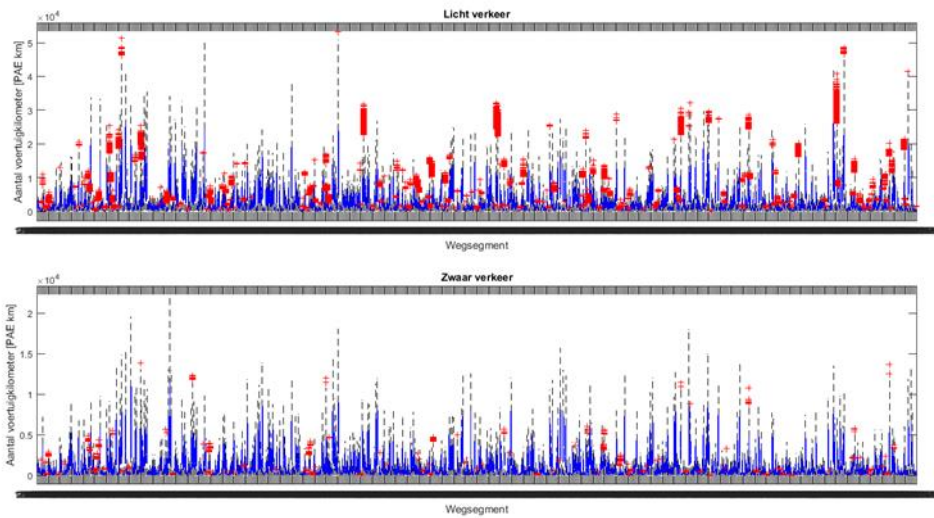 Licht verkeer
× 10⁴
Aantal voertuigkilometer [PAE km]
5
4
3
2
1
0
Wegsegment
Zwaar verkeer
× 10⁴
Aantal voertuigkilometer [PAE km]
2
1.5
1
0.5
0
Wegsegment